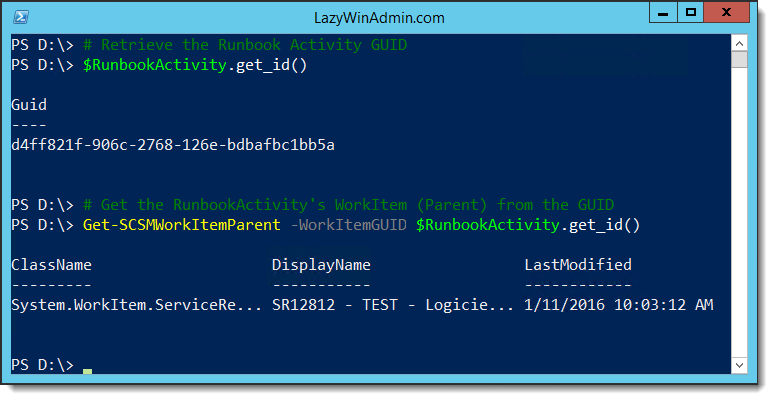 LazyWinAdmin.com
PS D:\> # Retrieve the Runbook Activity GUID
PS D:\> $RunbookActivity.get_id()
Guid
----
d4ff821f-906c-2768-126e-bdbafbc1bb5a
PS D:\> # Get the RunbookActivity's WorkItem (Parent) from the GUID
PS D:\> Get-SCSMWorkItemParent -WorkItemGUID $RunbookActivity.get_id()
ClassName DisplayName LastModified
--------- ----------- ------------
System.WorkItem.ServiceRe... SR12812 - TEST - Logicie... 1/11/2016 10:03:12 AM
PS D:\>